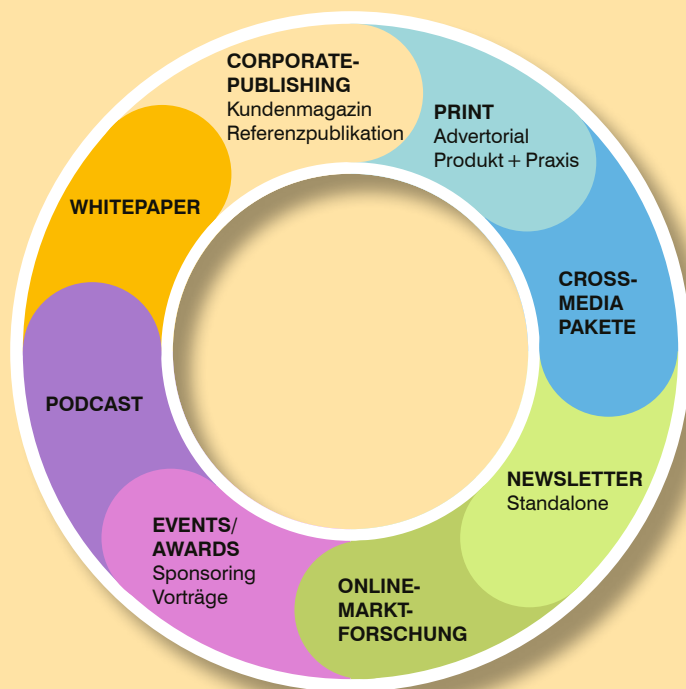 CORPORATE-
PUBLISHING
Kundenmagazin
Referenzpublikation
PRINT
Advertorial
Produkt + Praxis
CROSS-
MEDIA
PAKETE
NEWSLETTER
Standalone
ONLINE-
MARKT-
FORSCHUNG
EVENTS/
AWARDS
Sponsoring
Vorträge
PODCAST
WHITEPAPER